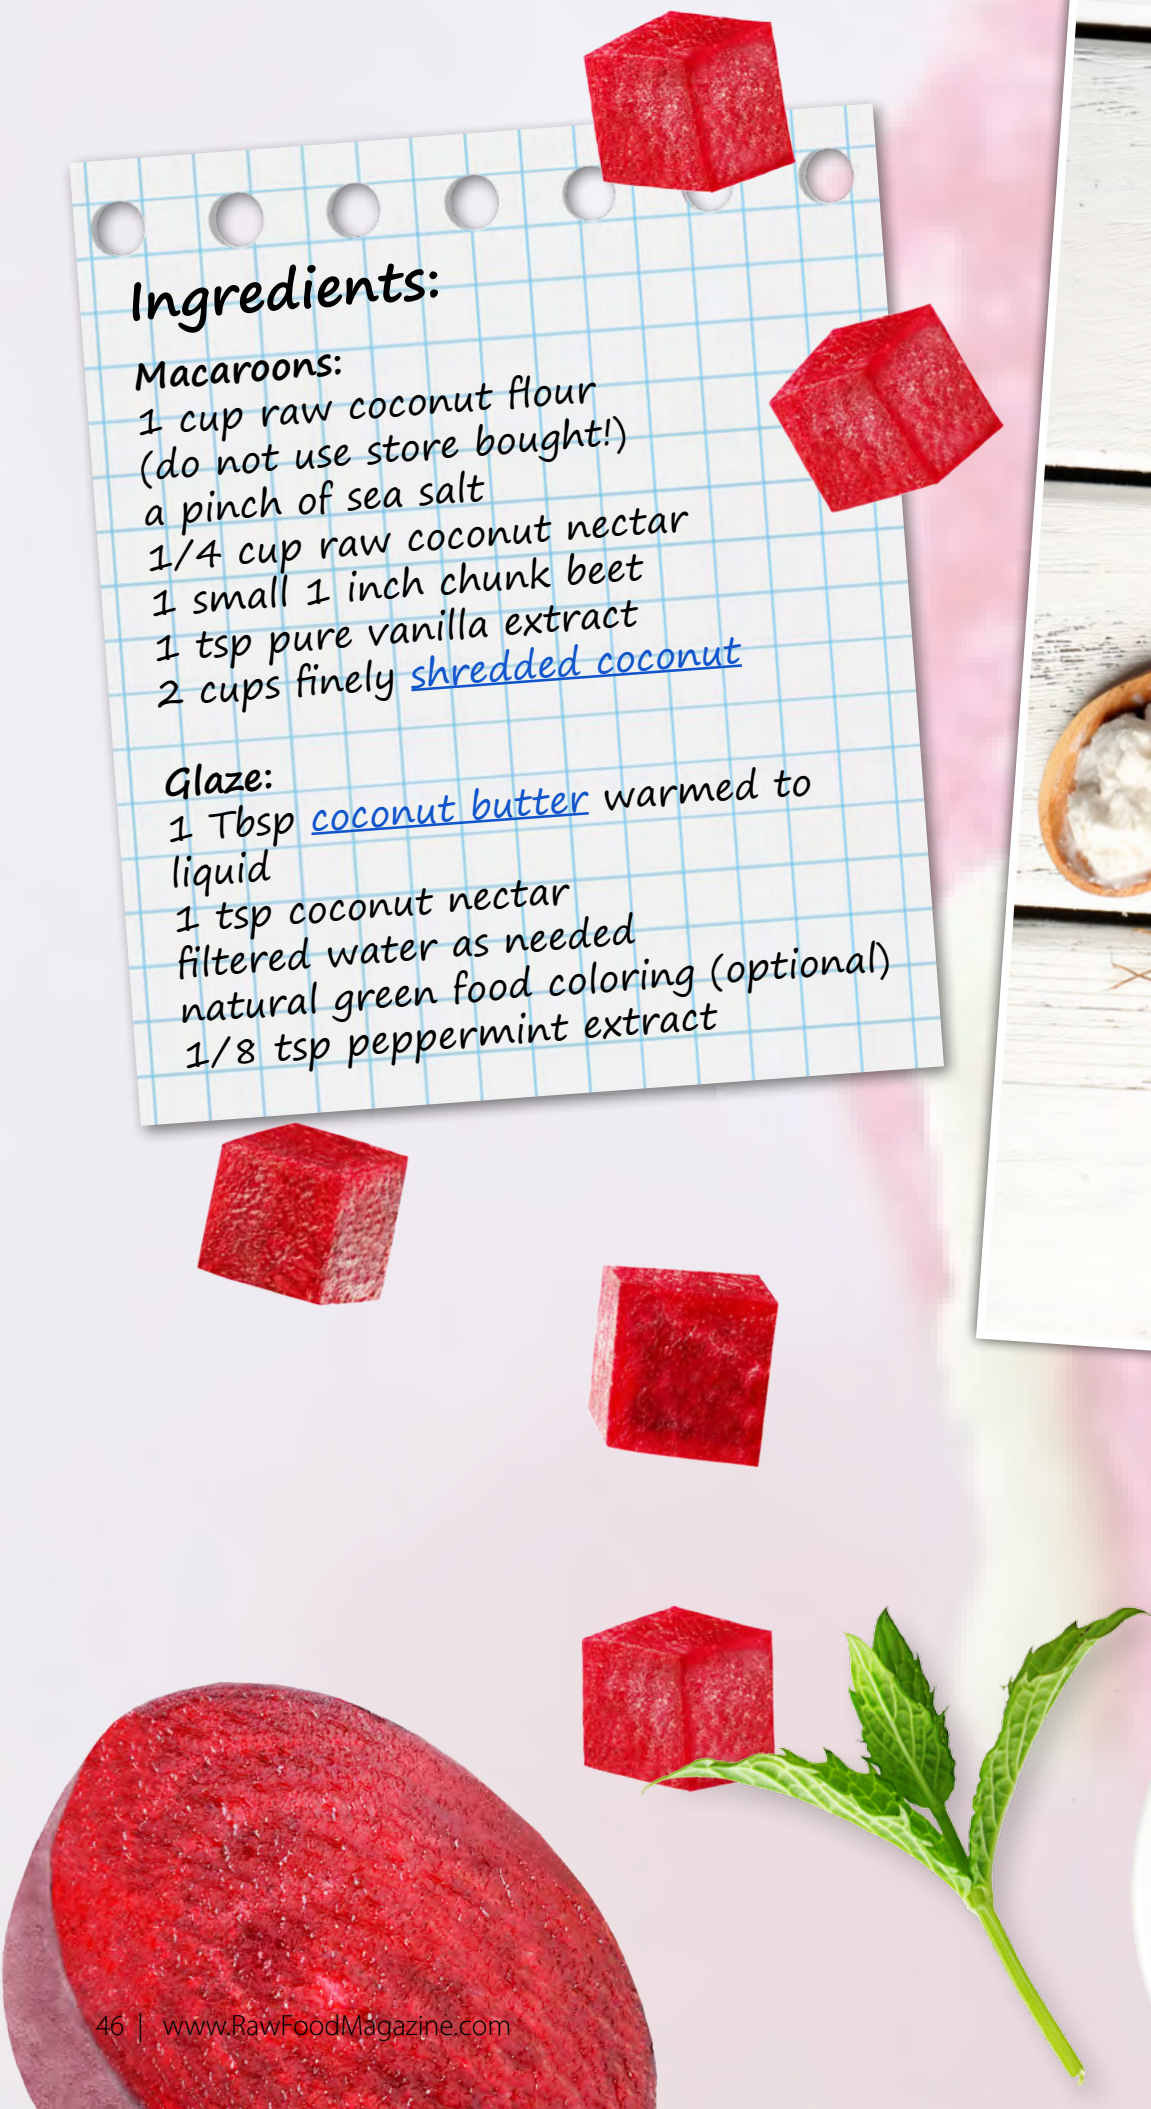 Ingredients:
Macaroons:
1 cup raw coconut flour
(do not use store bought!)
a pinch of sea salt
1/4 cup raw coconut nectar
1 small 1 inch chunk beet
1 tsp pure vanilla extract
2 cups finely shredded coconut
Glaze:
1 Tbsp coconut butter warmed to
liquid
1 tsp coconut nectar
filtered water as needed
natural green food coloring (optional)
1/8 tsp peppermint extract
46 | www.RawFoodMagazine.com